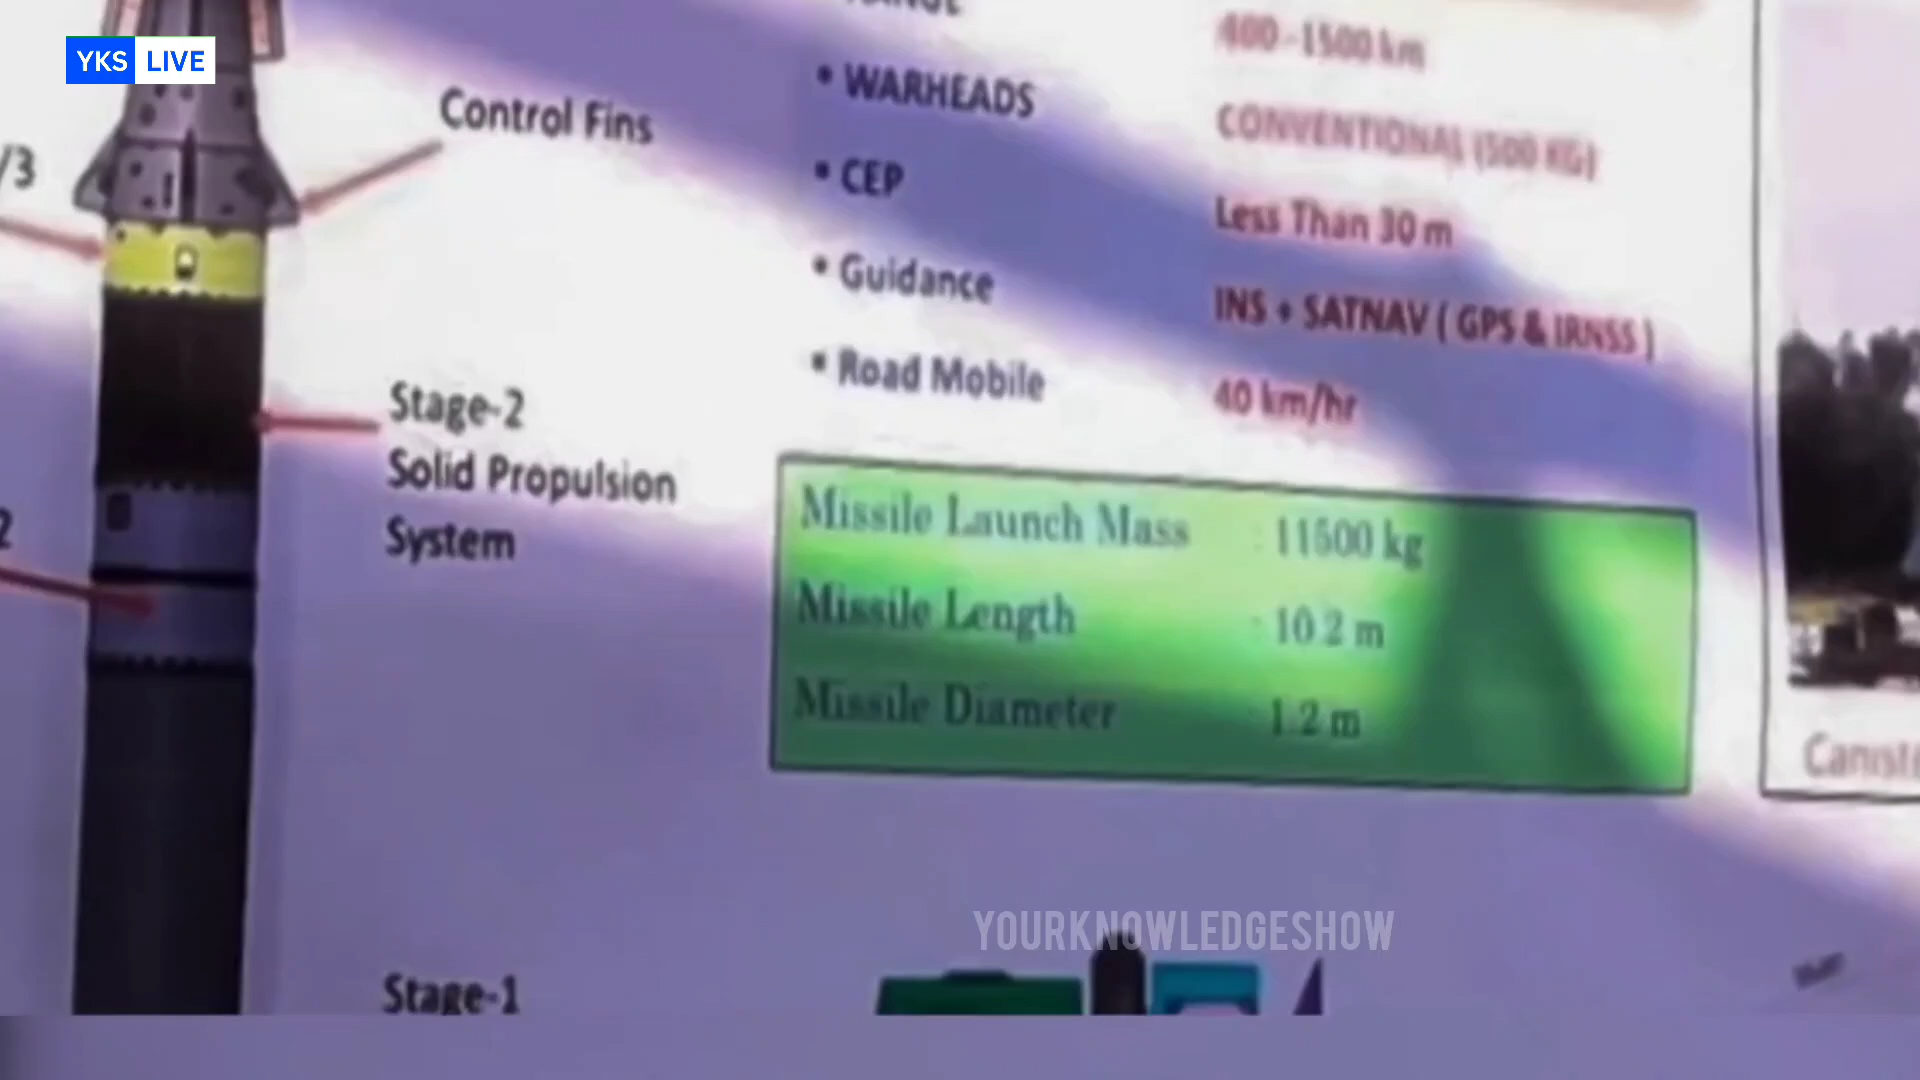 YKS LIVE
400-1500 km
Control Fins
• WARHEADS
CONVENTIONAL (500 KG)
/3
• CEP
Less Than 30 m
• Guidance
INS + SATNAV ( GPS & IRNSS )
• Road Mobile
40 km/hr
Stage-2
Solid Propulsion
System
2
Missile Launch Mass : 11500 kg
Missile Length : 10.2 m
Missile Diameter : 1.2 m
YOURKNOWLEDGESHOW
Stage-1